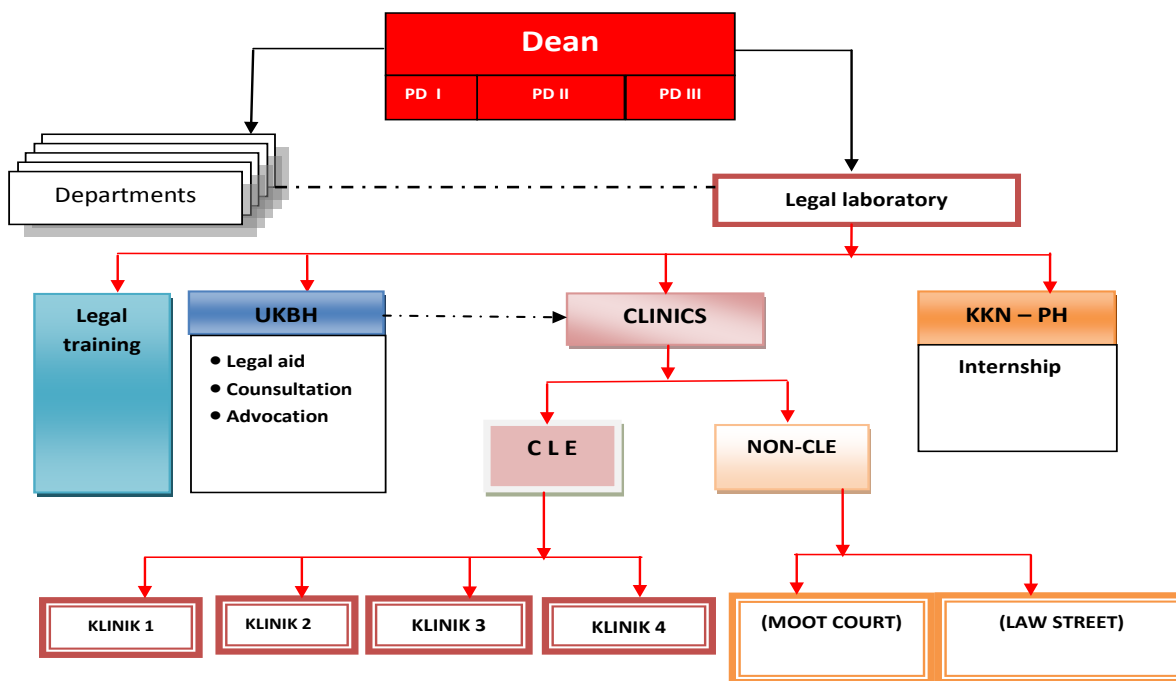 Dean
PD I
PD II
PD III
Departments
Legal laboratory
Legal
training
UKBH
• Legal aid
• Counsultation
• Advocation
CLINICS
KKN – PH
Internship
C L E
NON-CLE
KLINIK 1
KLINIK 2
KLINIK 3
KLINIK 4
(MOOT COURT)
(LAW STREET)